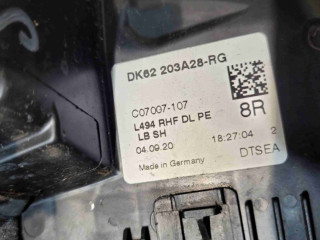 DK62 203A28-RG
C07007-107
8R
L494 RHF DL PE
LB SH
04.09.20
18:27:04 2
Made in Germany
DTSEA